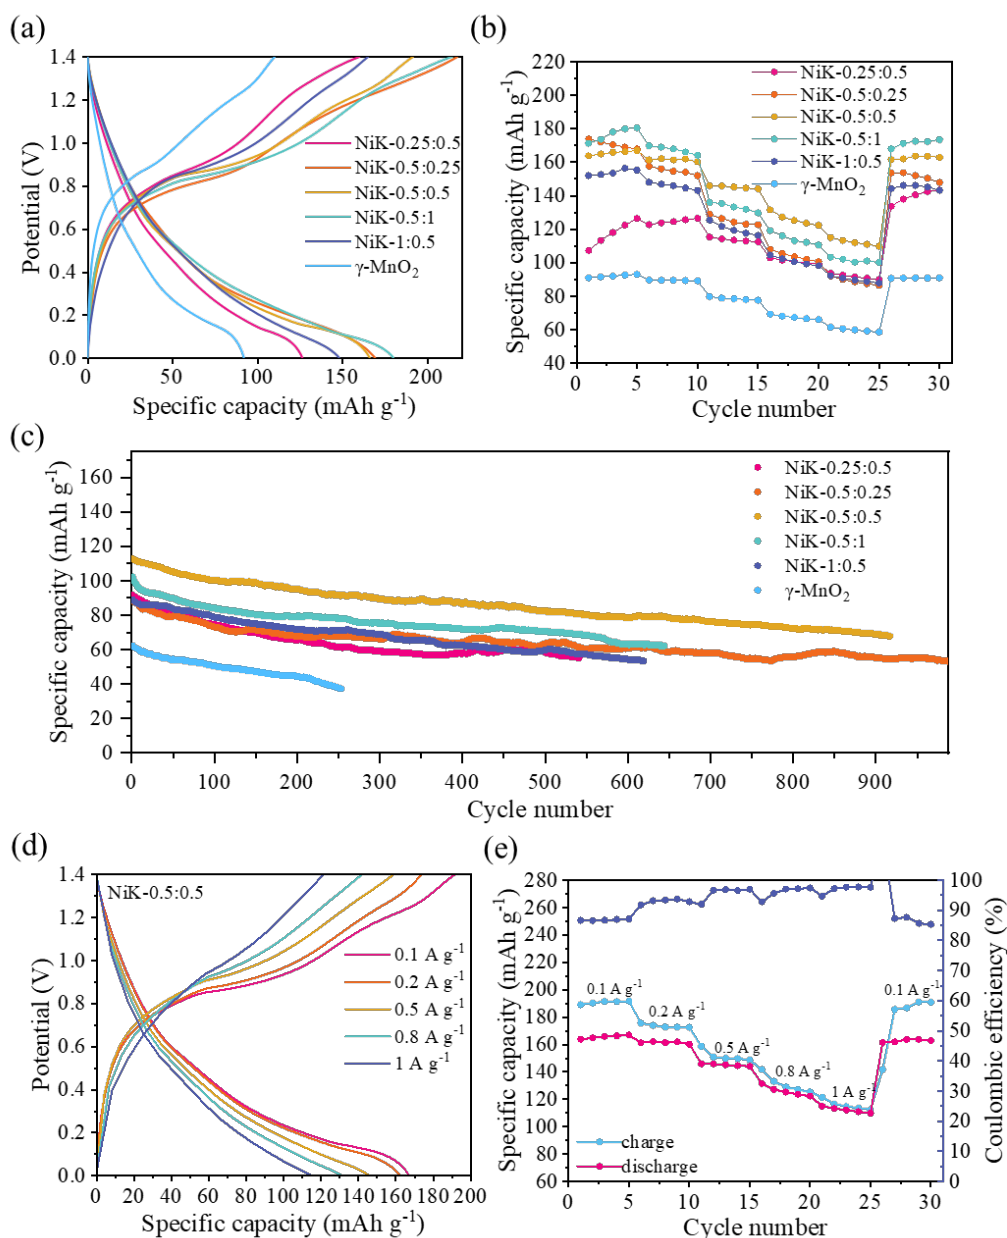 (a)
1.4
1.2
1.0
0.8
0.6
0.4
0.2
0.0
Potential (V)
0
50
100
150
200
Specific capacity (mAh g-1)
NiK-0.25:0.5
NiK-0.5:0.25
NiK-0.5:0.5
NiK-0.5:1
NiK-1:0.5
γ-MnO2
(b)
220
200
180
160
140
120
100
80
60
40
Specific capacity (mAh g-1)
0
5
10
15
20
25
30
Cycle number
NiK-0.25:0.5
NiK-0.5:0.25
NiK-0.5:0.5
NiK-0.5:1
NiK-1:0.5
γ-MnO2
(c)
160
140
120
100
80
60
40
20
0
Specific capacity (mAh g-1)
0
100
200
300
400
500
600
700
800
900
Cycle number
NiK-0.25:0.5
NiK-0.5:0.25
NiK-0.5:0.5
NiK-0.5:1
NiK-1:0.5
γ-MnO2
(d)
1.4
1.2
1.0
0.8
0.6
0.4
0.2
0.0
Potential (V)
NiK-0.5:0.5
0.1 A g-1
0.2 A g-1
0.5 A g-1
0.8 A g-1
1 A g-1
0
20
40
60
80
100
120
140
160
180
200
Specific capacity (mAh g-1)
(e)
280
260
240
220
200
180
160
140
120
100
80
60
Specific capacity (mAh g-1)
0.1 A g-1
0.2 A g-1
0.5 A g-1
0.8 A g-1
1 A g-1
0.1 A g-1
charge
discharge
100
90
80
70
60
50
40
30
20
10
0
Coulombic efficiency (%)
0
5
10
15
20
25
30
Cycle number